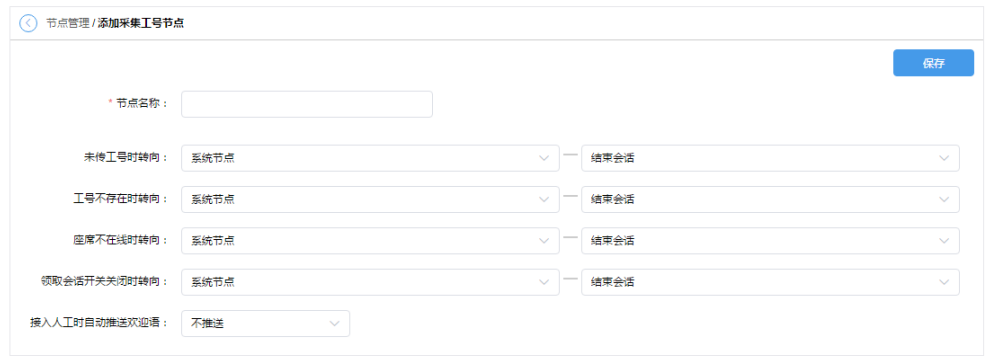 节点管理 / 添加采集工号节点
保存
* 节点名称：
未传工号时转向： 系统节点 — 结束会话
工号不存在时转向： 系统节点 — 结束会话
座席不在线时转向： 系统节点 — 结束会话
领取会话开关关闭时转向： 系统节点 — 结束会话
接入人工时自动推送欢迎语： 不推送